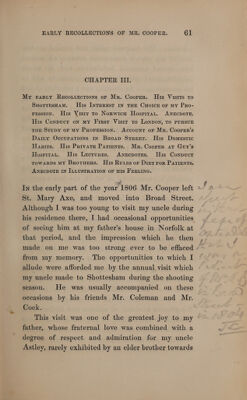 EARLY RECOLLECTIONS OF MR. COOPER. 61
CHAPTER III.
MY EARLY RECOLLECTIONS OF MR. COOPER. HIS VISITS TO
SHOTTESHAM. HIS INTEREST IN THE CHOICE OF MY PRO-
FESSION. HIS VISIT TO NORWICH HOSPITAL. ANECDOTE.
HIS CONDUCT ON MY FIRST VISIT TO LONDON, TO PURSUE
THE STUDY OF MY PROFESSION. ACCOUNT OF MR. COOPER'S
DAILY OCCUPATIONS IN BROAD STREET. HIS DOMESTIC
HABITS. HIS PRIVATE PATIENTS. MR. COOPER AT GUY'S
HOSPITAL. HIS LECTURES. ANECDOTES. HIS CONDUCT
TOWARDS MY BROTHERS. HIS RULES OF DIET FOR PATIENTS.
ANECDOTE IN ILLUSTRATION OF HIS FEELING.
IN the early part of the year 1806 Mr. Cooper left
St. Mary Axe, and moved into Broad Street.
Although I was too young to visit my uncle during
his residence there, I had occasional opportunities
of seeing him at my father's house in Norfolk at
that period, and the impression which he then
made on me was too strong ever to be effaced
from my memory. The opportunities to which I
allude were afforded me by the annual visit which
my uncle made to Shottesham during the shooting
season. He was usually accompanied on these
occasions by his friends Mr. Coleman and Mr.
Cock.
This visit was one of the greatest joy to my
father, whose fraternal love was combined with a
degree of respect and admiration for my uncle
Astley, rarely exhibited by an elder brother towards